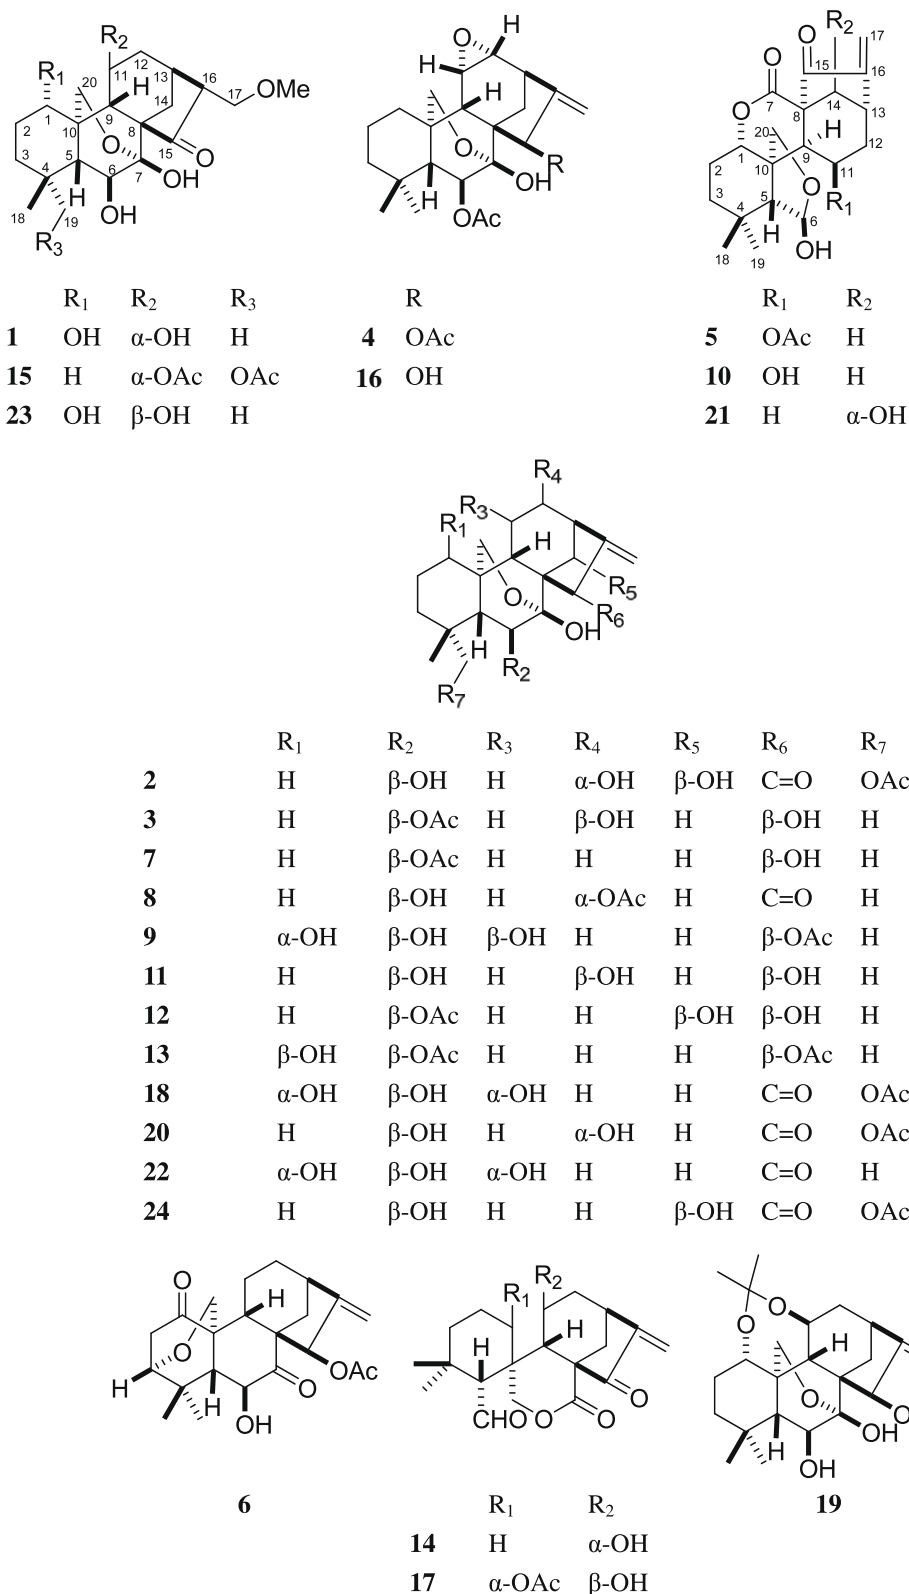 R₂ 20 11 12 13 16 17 OMe R₁ 1 9 14 2 10 8 O 15 O 3 5 7 OH 4 6 H H OH 18 19 R₃
O H H H O OH R OAc H
R₂ 17 O O 15 16 7 8 14 13 O 20 H 12 1 9 11 2 10 O R₁ 3 5 4 6 H OH 18 19
R₁ R₂ R₃
1 OH α-OH H
15 H α-OAc OAc
23 OH β-OH H
R
4 OAc
16 OH
R₁ R₂
5 OAc H
10 OH H
21 H α-OH
R₄ R₃ R₁ H R₅ O R₆ OH H R₂ R₇
R₁ R₂ R₃ R₄ R₅ R₆ R₇
2 H β-OH H α-OH β-OH C=O OAc
3 H β-OAc H β-OH H β-OH H
7 H β-OAc H H H β-OH H
8 H β-OH H α-OAc H C=O H
9 α-OH β-OH β-OH H H β-OAc H
11 H β-OH H β-OH H β-OH H
12 H β-OAc H H β-OH β-OH H
13 β-OH β-OAc H H H β-OAc H
18 α-OH β-OH α-OH H H C=O OAc
20 H β-OH H α-OH H C=O OAc
22 α-OH β-OH α-OH H H C=O H
24 H β-OH H H β-OH C=O OAc
O H O H H O OAc OH
R₁ R₂ H H O CHO O O
O O H O O H OH OH
6
19
R₁ R₂
14 H α-OH
17 α-OAc β-OH